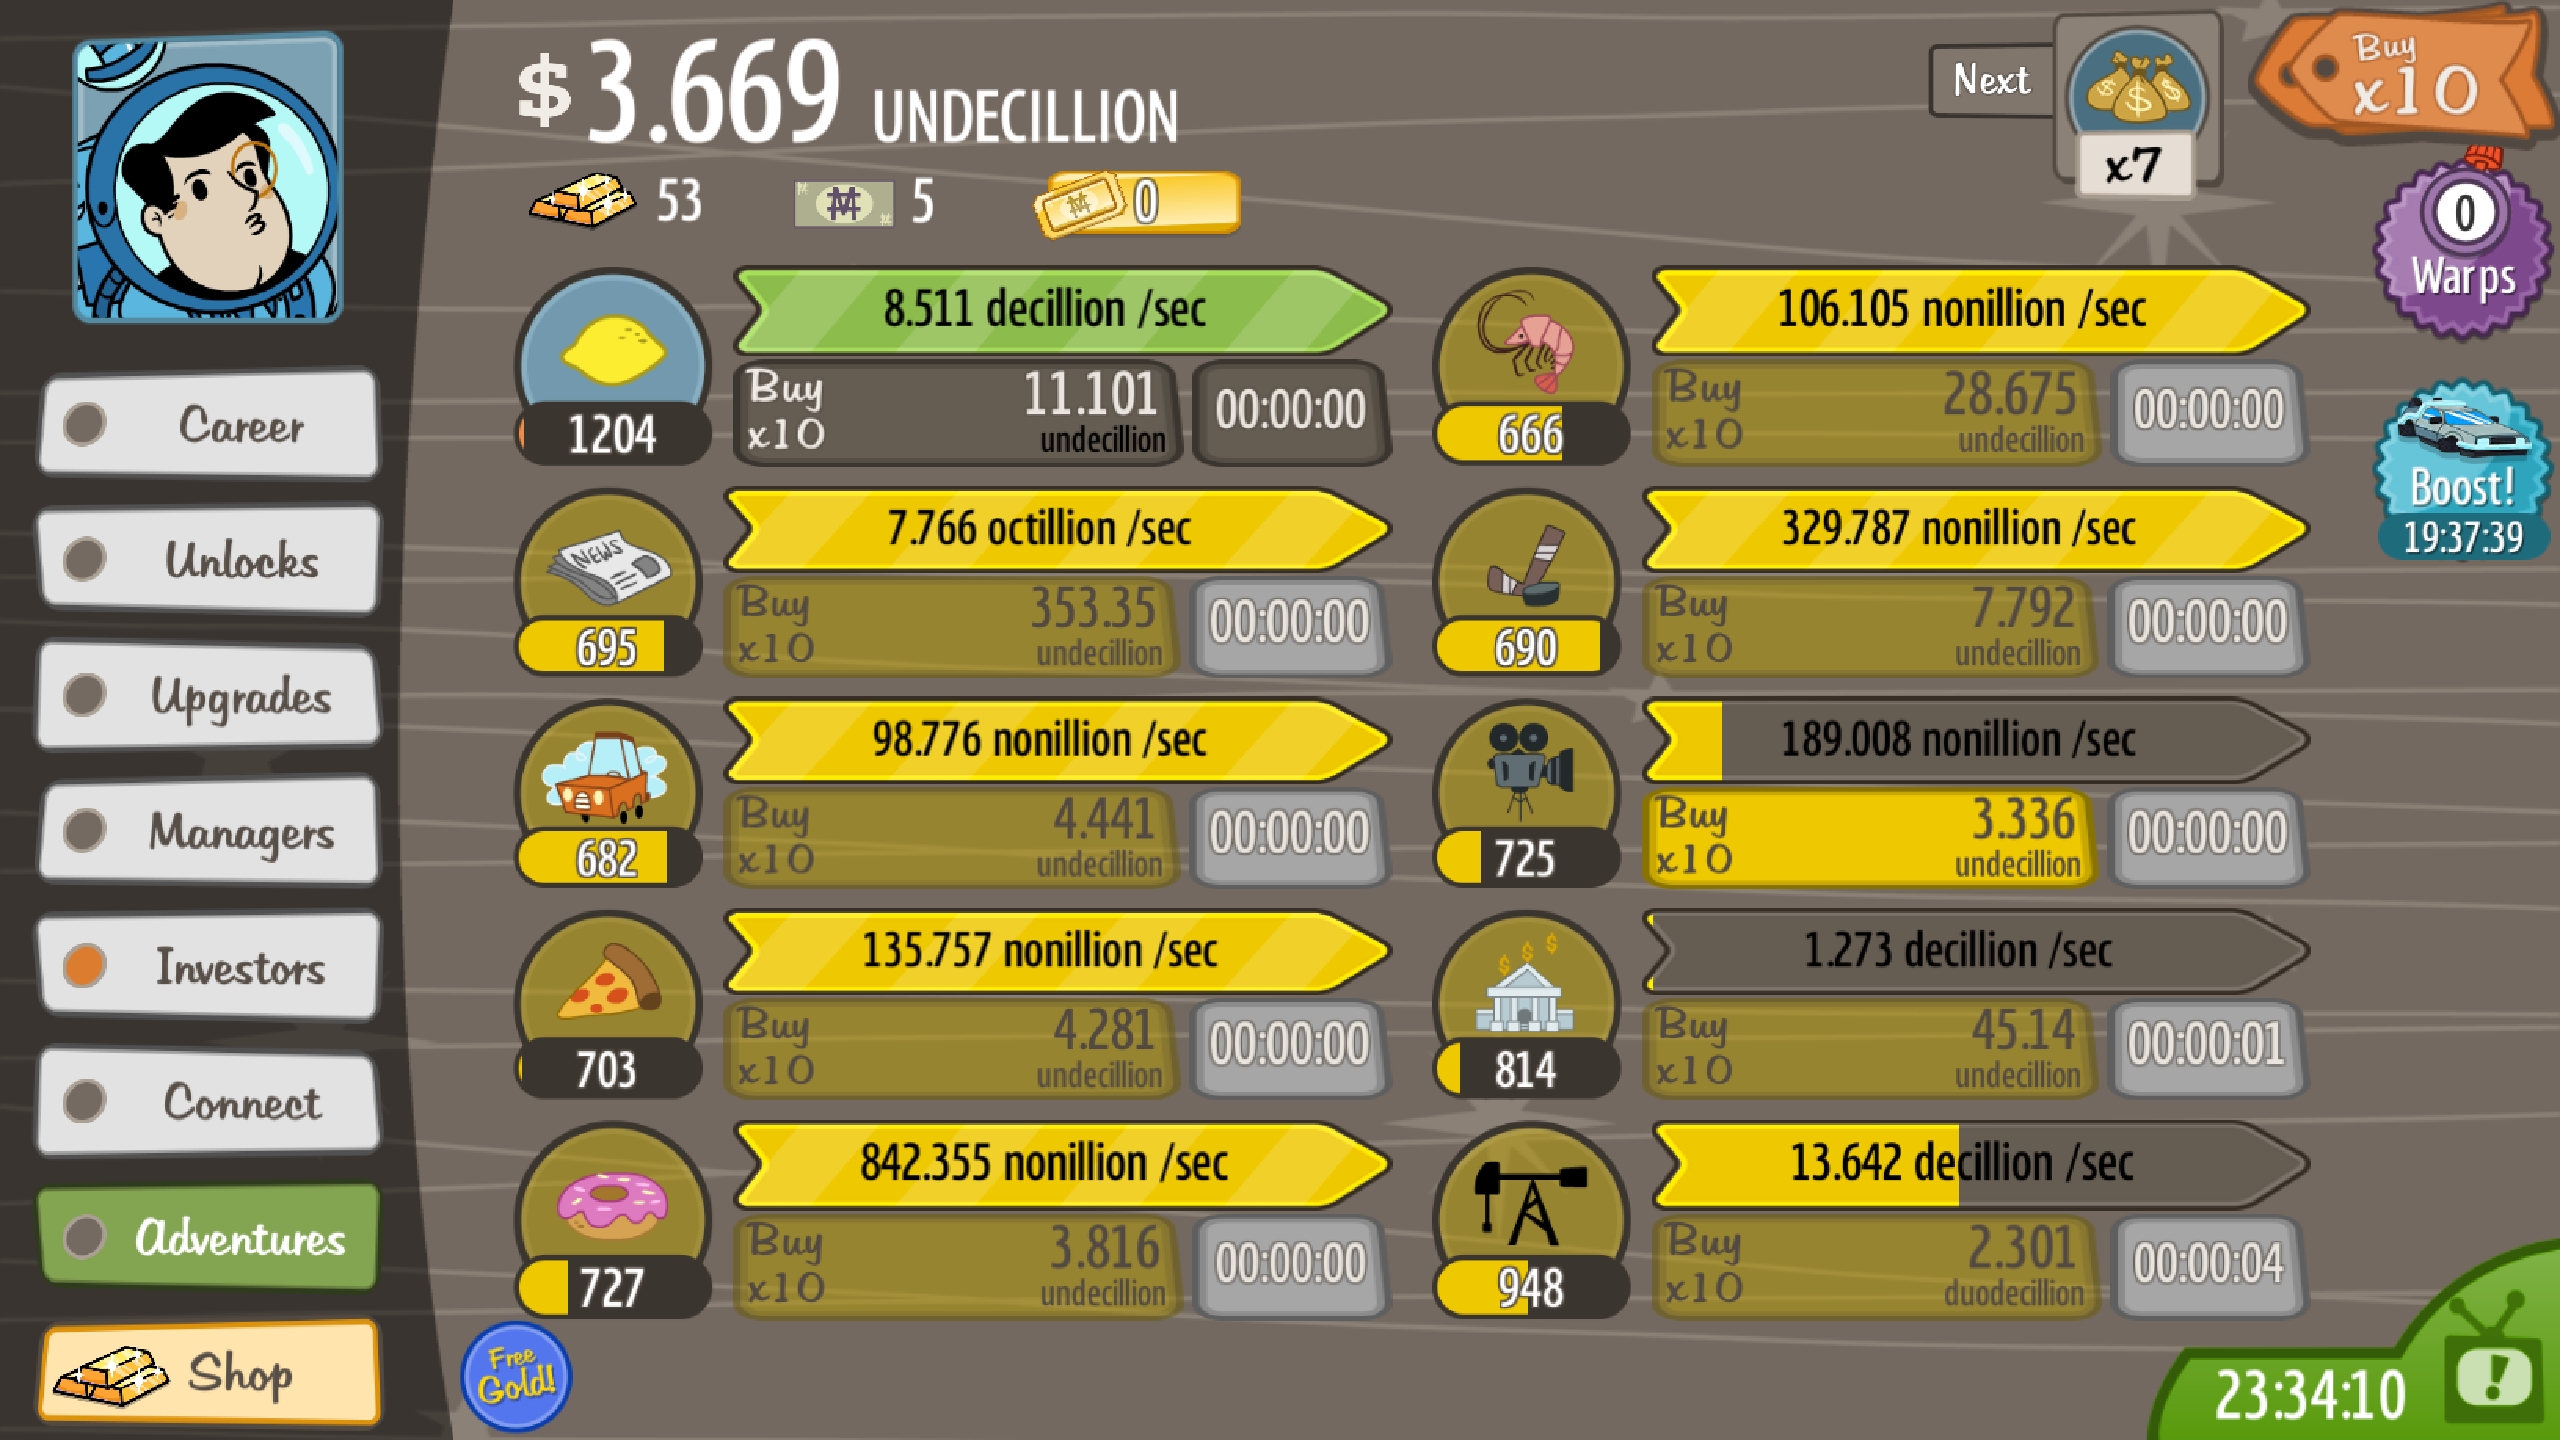 $ 3.669 UNDECILLION
Next
x7
Buy
x10
53
5
0
0
Warps
Boost!
19:37:39
Career
Unlocks
Upgrades
Managers
Investors
Connect
Adventures
Shop
8.511 decillion /sec
1204
Buy
x10
11.101
undecillion
00:00:00
106.105 nonillion /sec
666
Buy
x10
28.675
undecillion
00:00:00
NEWS
7.766 octillion /sec
695
Buy
x10
353.35
undecillion
00:00:00
329.787 nonillion /sec
690
Buy
x10
7.792
undecillion
00:00:00
98.776 nonillion /sec
682
Buy
x10
4.441
undecillion
00:00:00
189.008 nonillion /sec
725
Buy
x10
3.336
undecillion
00:00:00
135.757 nonillion /sec
703
Buy
x10
4.281
undecillion
00:00:00
1.273 decillion /sec
814
Buy
x10
45.14
undecillion
00:00:01
842.355 nonillion /sec
727
Buy
x10
3.816
undecillion
00:00:00
13.642 decillion /sec
948
Buy
x10
2.301
duodecillion
00:00:04
Free
Gold!
23:34:10
!